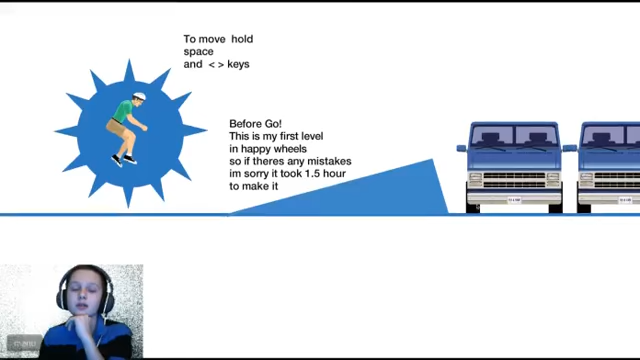 To move hold
space
and < > keys
Before Go!
This is my first level
in happy wheels
so if theres any mistakes
im sorry it took 1.5 hour
to make it